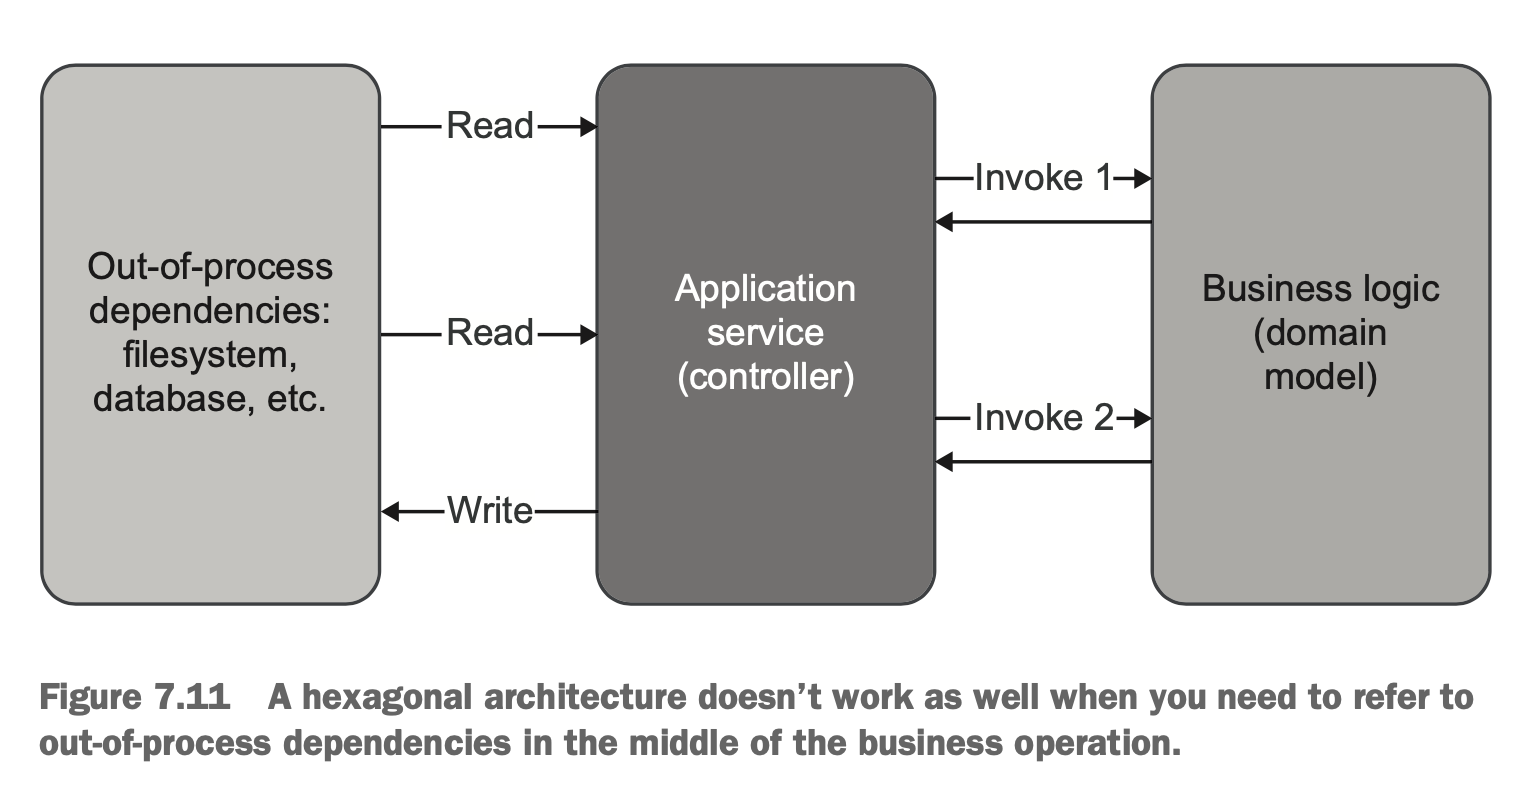 Out-of-process
dependencies:
filesystem,
database, etc.
Read
Read
Write
Application
service
(controller)
Invoke 1
Invoke 2
Business logic
(domain
model)
Figure 7.11 A hexagonal architecture doesn’t work as well when you need to refer to
out-of-process dependencies in the middle of the business operation.